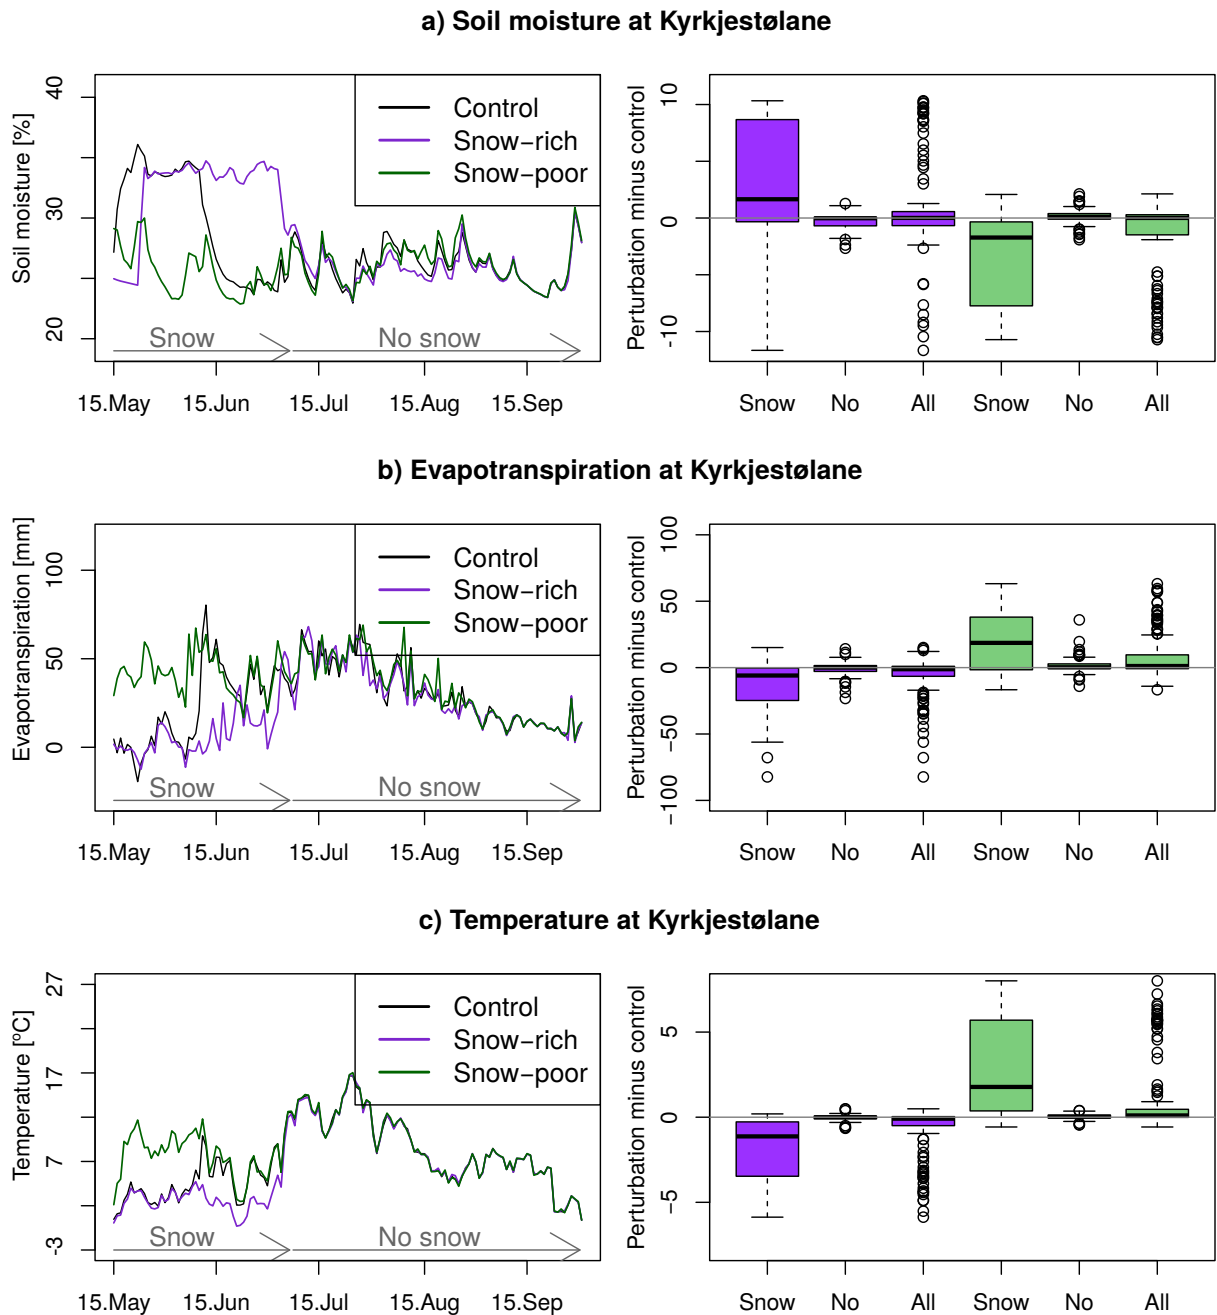 a) Soil moisture at Kyrkjestølane
Soil moisture [%]
40
30
20
Control
Snow−rich
Snow−poor
Snow
No snow
15.May 15.Jun 15.Jul 15.Aug 15.Sep
Perturbation minus control
10
0
-10
Snow No All Snow No All
b) Evapotranspiration at Kyrkjestølane
Evapotranspiration [mm]
100
50
0
Control
Snow−rich
Snow−poor
Snow
No snow
15.May 15.Jun 15.Jul 15.Aug 15.Sep
Perturbation minus control
100
50
0
-50
-100
Snow No All Snow No All
c) Temperature at Kyrkjestølane
Temperature [ºC]
27
17
7
-3
Control
Snow−rich
Snow−poor
Snow
No snow
15.May 15.Jun 15.Jul 15.Aug 15.Sep
Perturbation minus control
5
0
-5
Snow No All Snow No All